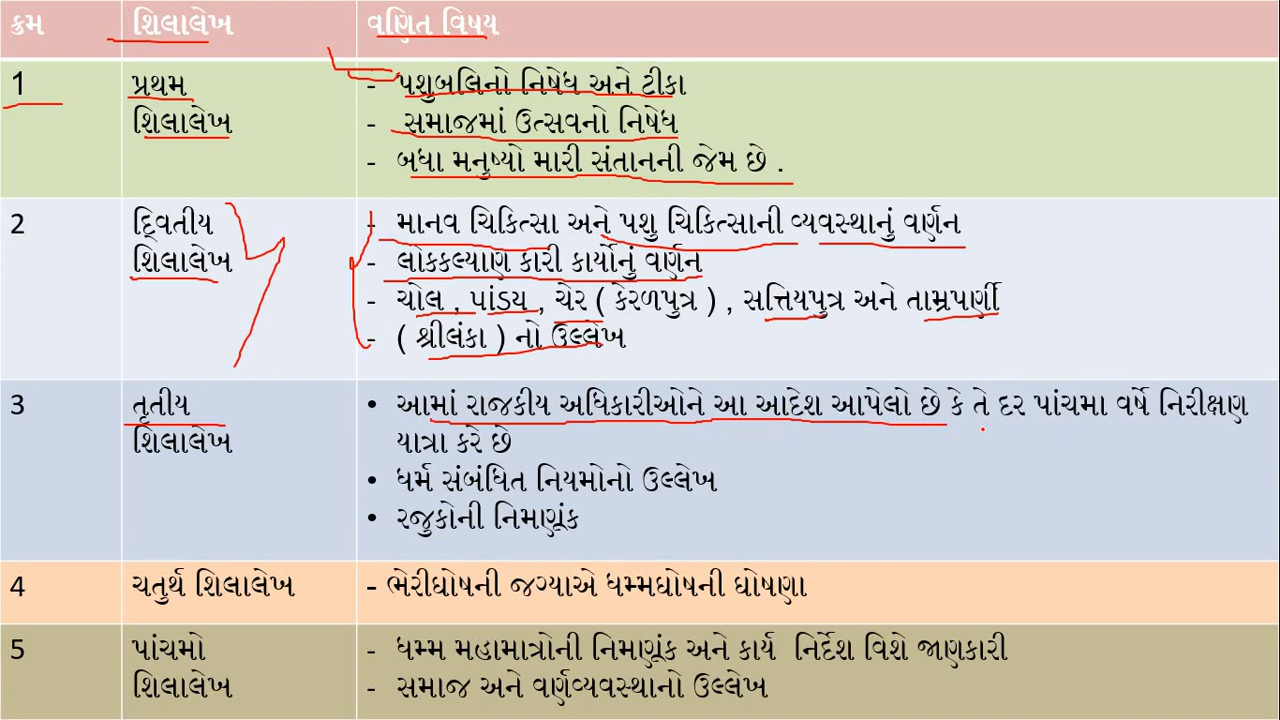 ક્રમ શિલાલેખ વણિત વિષય
1 પ્રથમ - પશુબલિનો નિષેધ અને ટીકા
શિલાલેખ - સમાજમાં ઉત્સવનો નિષેધ
- બધા મનુષ્યો મારી સંતાનની જેમ છે .
2 દ્વિતીય - માનવ ચિકિત્સા અને પશુ ચિકિત્સાની વ્યવસ્થાનું વર્ણન
શિલાલેખ - લોકકલ્યાણ કારી કાર્યોનું વર્ણન
- ચોલ , પાંડય , ચેર ( કેરળપુત્ર ) , સત્તિયપુત્ર અને તામ્રપર્ણી
- ( શ્રીલંકા ) નો ઉલ્લેખ
3 તૃતીય • આમાં રાજકીય અધિકારીઓને આ આદેશ આપેલો છે કે તે દર પાંચમા વર્ષે નિરીક્ષણ
શિલાલેખ યાત્રા કરે છે
• ધર્મ સંબંધિત નિયમોનો ઉલ્લેખ
• રજુકોની નિમણૂંક
4 ચતુર્થ શિલાલેખ - ભેરીઘોષની જગ્યાએ ધમ્મઘોષની ઘોષણા
5 પાંચમો - ધમ્મ મહામાત્રોની નિમણૂંક અને કાર્ય નિર્દેશ વિશે જાણકારી
શિલાલેખ - સમાજ અને વર્ણવ્યવસ્થાનો ઉલ્લેખ